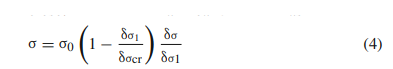 σ = σ₀ (1 − δσ₁ / δσcr.) δσ / δσ1 (4)